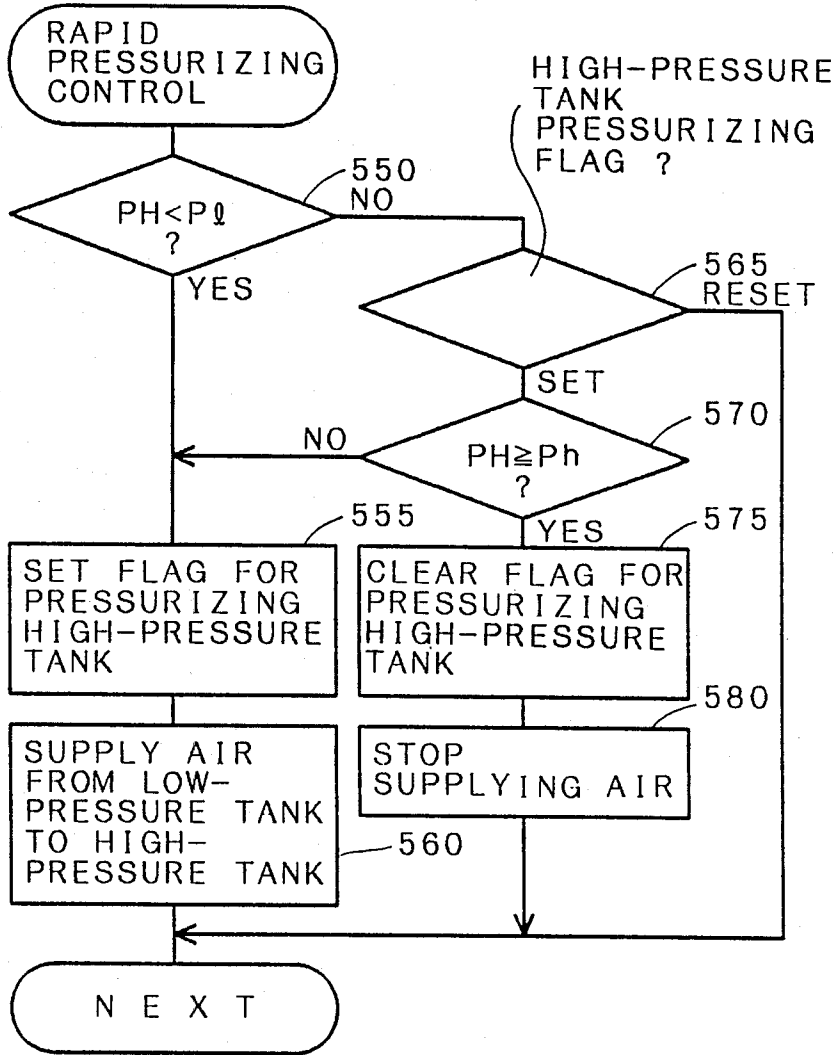 RAPID
PRESSURIZING
CONTROL
HIGH-PRESSURE
TANK
PRESSURIZING
FLAG ?
550
NO
PH<Pℓ
?
YES
565
RESET
SET
570
NO
PH≧Ph
?
YES
555
SET FLAG FOR
PRESSURIZING
HIGH-PRESSURE
TANK
575
CLEAR FLAG FOR
PRESSURIZING
HIGH-PRESSURE
TANK
SUPPLY AIR
FROM LOW-
PRESSURE TANK
TO HIGH-
PRESSURE TANK
560
580
STOP
SUPPLYING AIR
NEXT